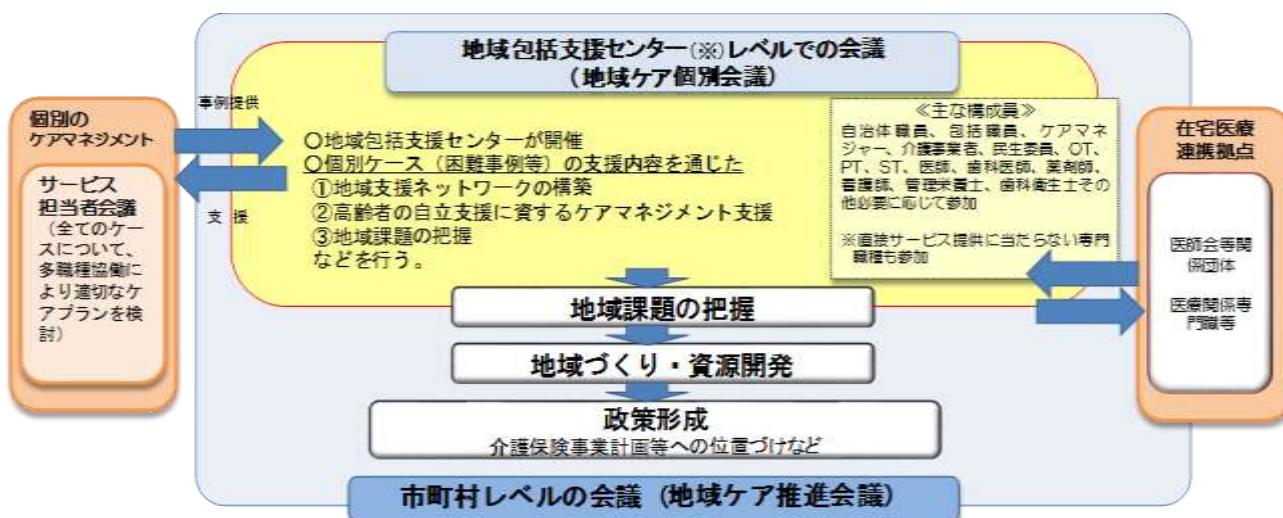 地域包括支援センター(※)レベルでの会議
(地域ケア個別会議)
事例提供
支 援
個別の
ケアマネジメント
サービス
担当者会議
(全てのケー
スについて、
多職種協働に
より適切なケ
アプランを検
討)
〇地域包括支援センターが開催
〇個別ケース(困難事例等)の支援内容を通じた
①地域支援ネットワークの構築
②高齢者の自立支援に資するケアマネジメント支援
③地域課題の把握
などを行う。
≪主な構成員≫
自治体職員、包括職員、ケアマネ
ジャー、介護事業者、民生委員、OT、
PT、ST、医師、歯科医師、薬剤師、
看護師、管理栄養士、歯科衛生士その
他必要に応じて参加
※直接サービス提供に当たらない専門
職種も参加
在宅医療
連携拠点
医師会等関
係団体
医療関係専
門職等
地域課題の把握
地域づくり・資源開発
政策形成
介護保険事業計画等への位置づけなど
市町村レベルの会議(地域ケア推進会議)